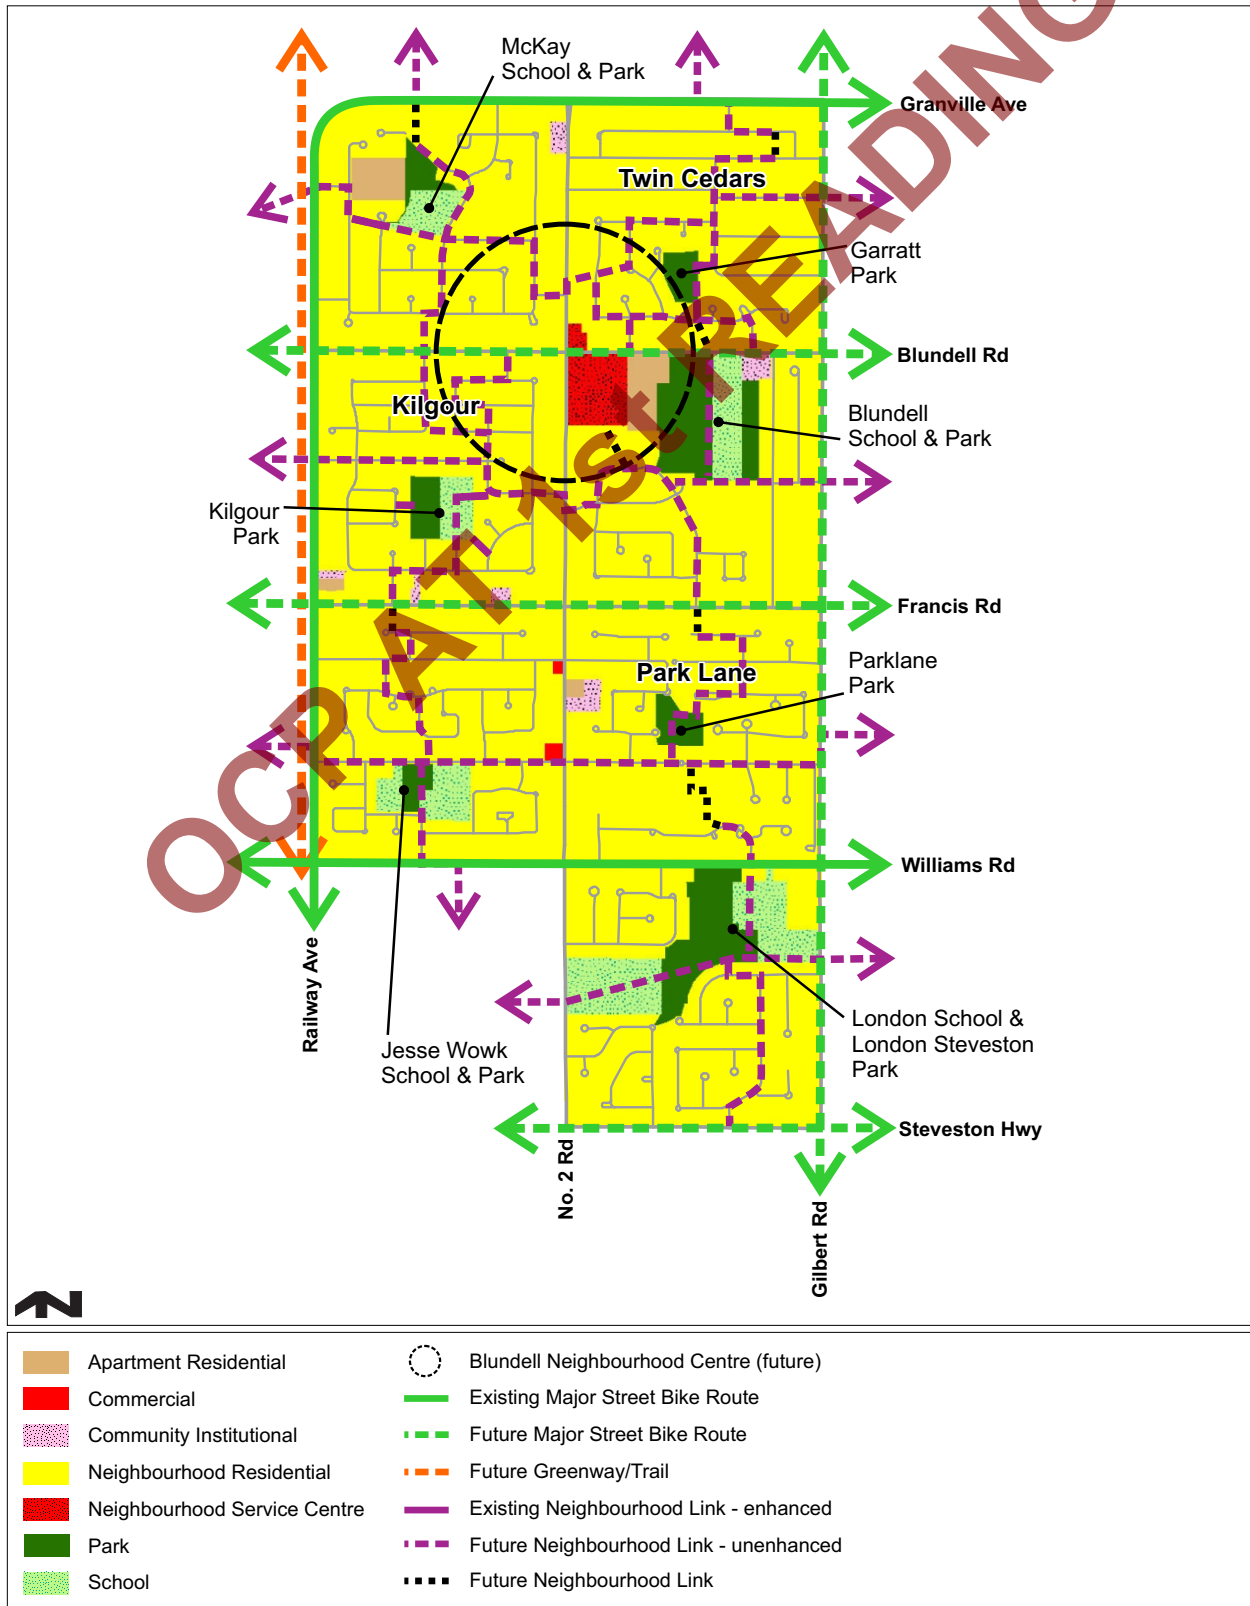 McKay
School & Park
Granville Ave
Twin Cedars
Garratt
Park
Blundell Rd
Kilgour
Blundell
School & Park
Kilgour
Park
Francis Rd
Park Lane
Parklane
Park
Williams Rd
Railway Ave
Jesse Wowk
School & Park
London School &
London Steveston
Park
Steveston Hwy
No. 2 Rd
Gilbert Rd
OCP AT 1st READING
N
Apartment Residential
Commercial
Community Institutional
Neighbourhood Residential
Neighbourhood Service Centre
Park
School
Blundell Neighbourhood Centre (future)
Existing Major Street Bike Route
Future Major Street Bike Route
Future Greenway/Trail
Existing Neighbourhood Link - enhanced
Future Neighbourhood Link - unenhanced
Future Neighbourhood Link